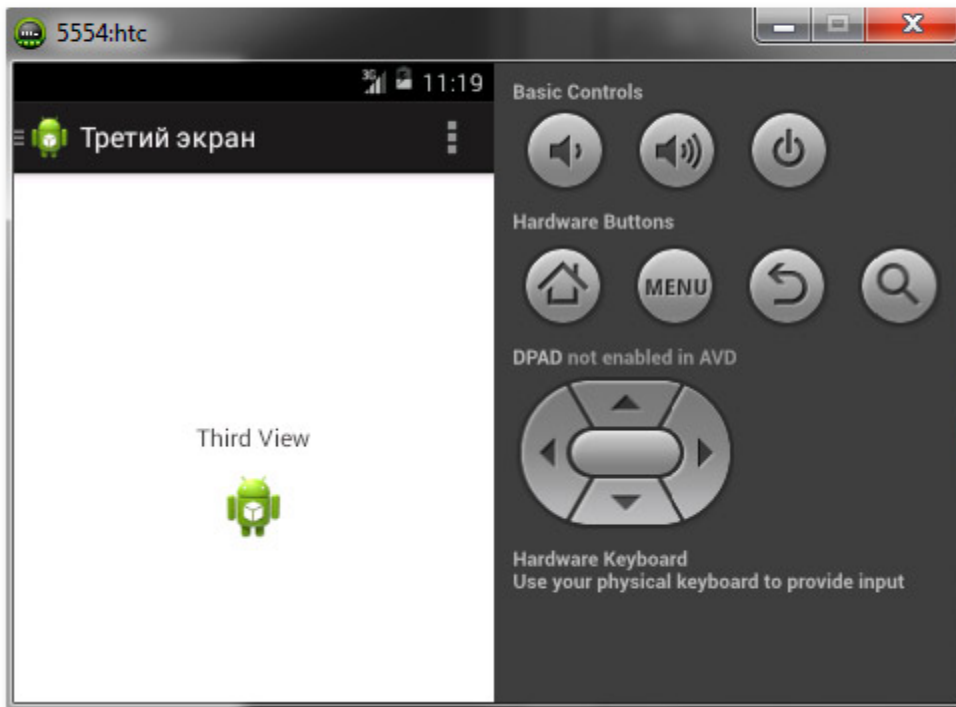 5554:htc
3G 11:19
Третий экран
Third View
Basic Controls
Hardware Buttons
MENU
DPAD not enabled in AVD
Hardware Keyboard
Use your physical keyboard to provide input